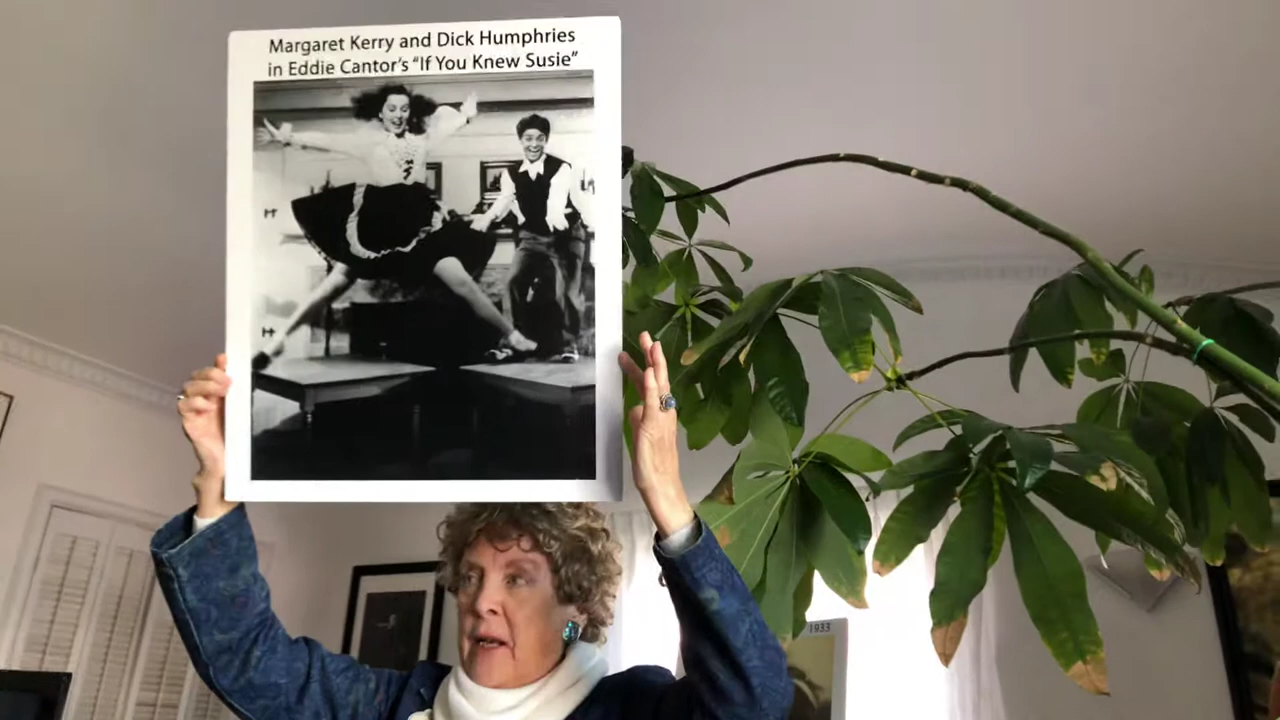 Margaret Kerry and Dick Humphries
in Eddie Cantor's "If You Knew Susie"
1933